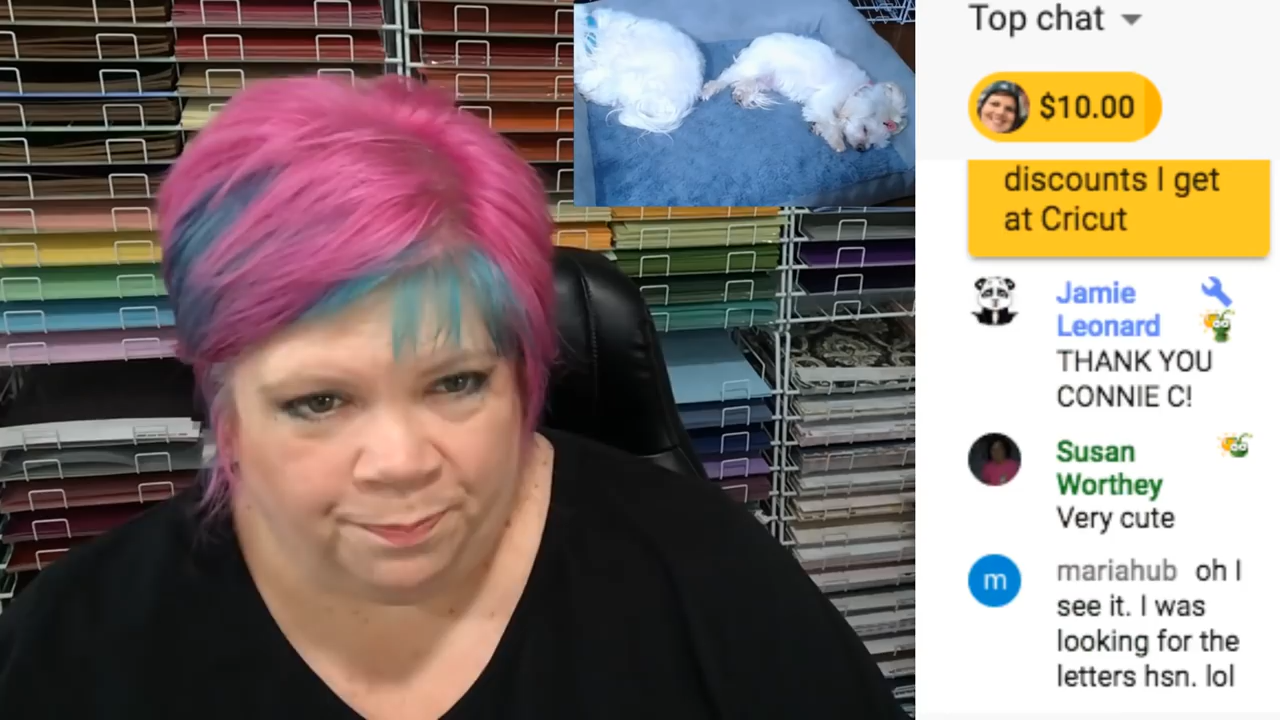 Top chat
$10.00
discounts I get
at Cricut
Jamie
Leonard
THANK YOU
CONNIE C!
Susan
Worthey
Very cute
m
mariahub oh I
see it. I was
looking for the
letters hsn. lol